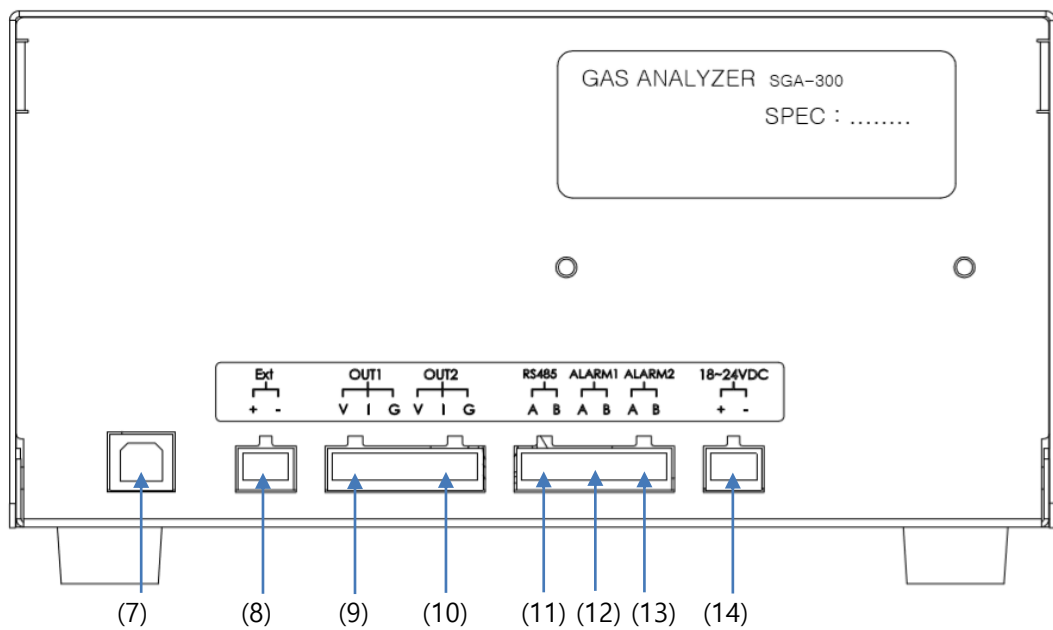 GAS ANALYZER SGA-300
SPEC : ........
Ext OUT1 OUT2 RS485 ALARM1 ALARM2 18~24VDC
+ - V I G V I G A B A B A B + -
(7) (8) (9) (10) (11) (12) (13) (14)